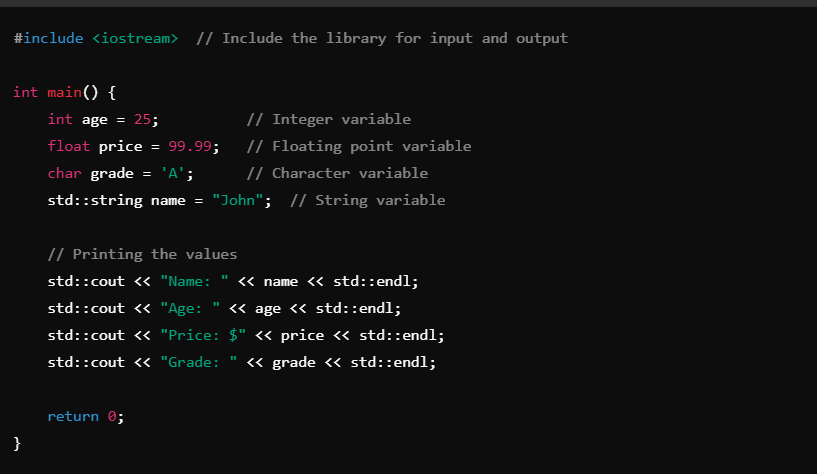 #include <iostream>  // Include the library for input and output
int main() {
    int age = 25;          // Integer variable
    float price = 99.99;   // Floating point variable
    char grade = 'A';      // Character variable
    std::string name = "John";  // String variable
    // Printing the values
    std::cout << "Name: " << name << std::endl;
    std::cout << "Age: " << age << std::endl;
    std::cout << "Price: $" << price << std::endl;
    std::cout << "Grade: " << grade << std::endl;
    return 0;
}